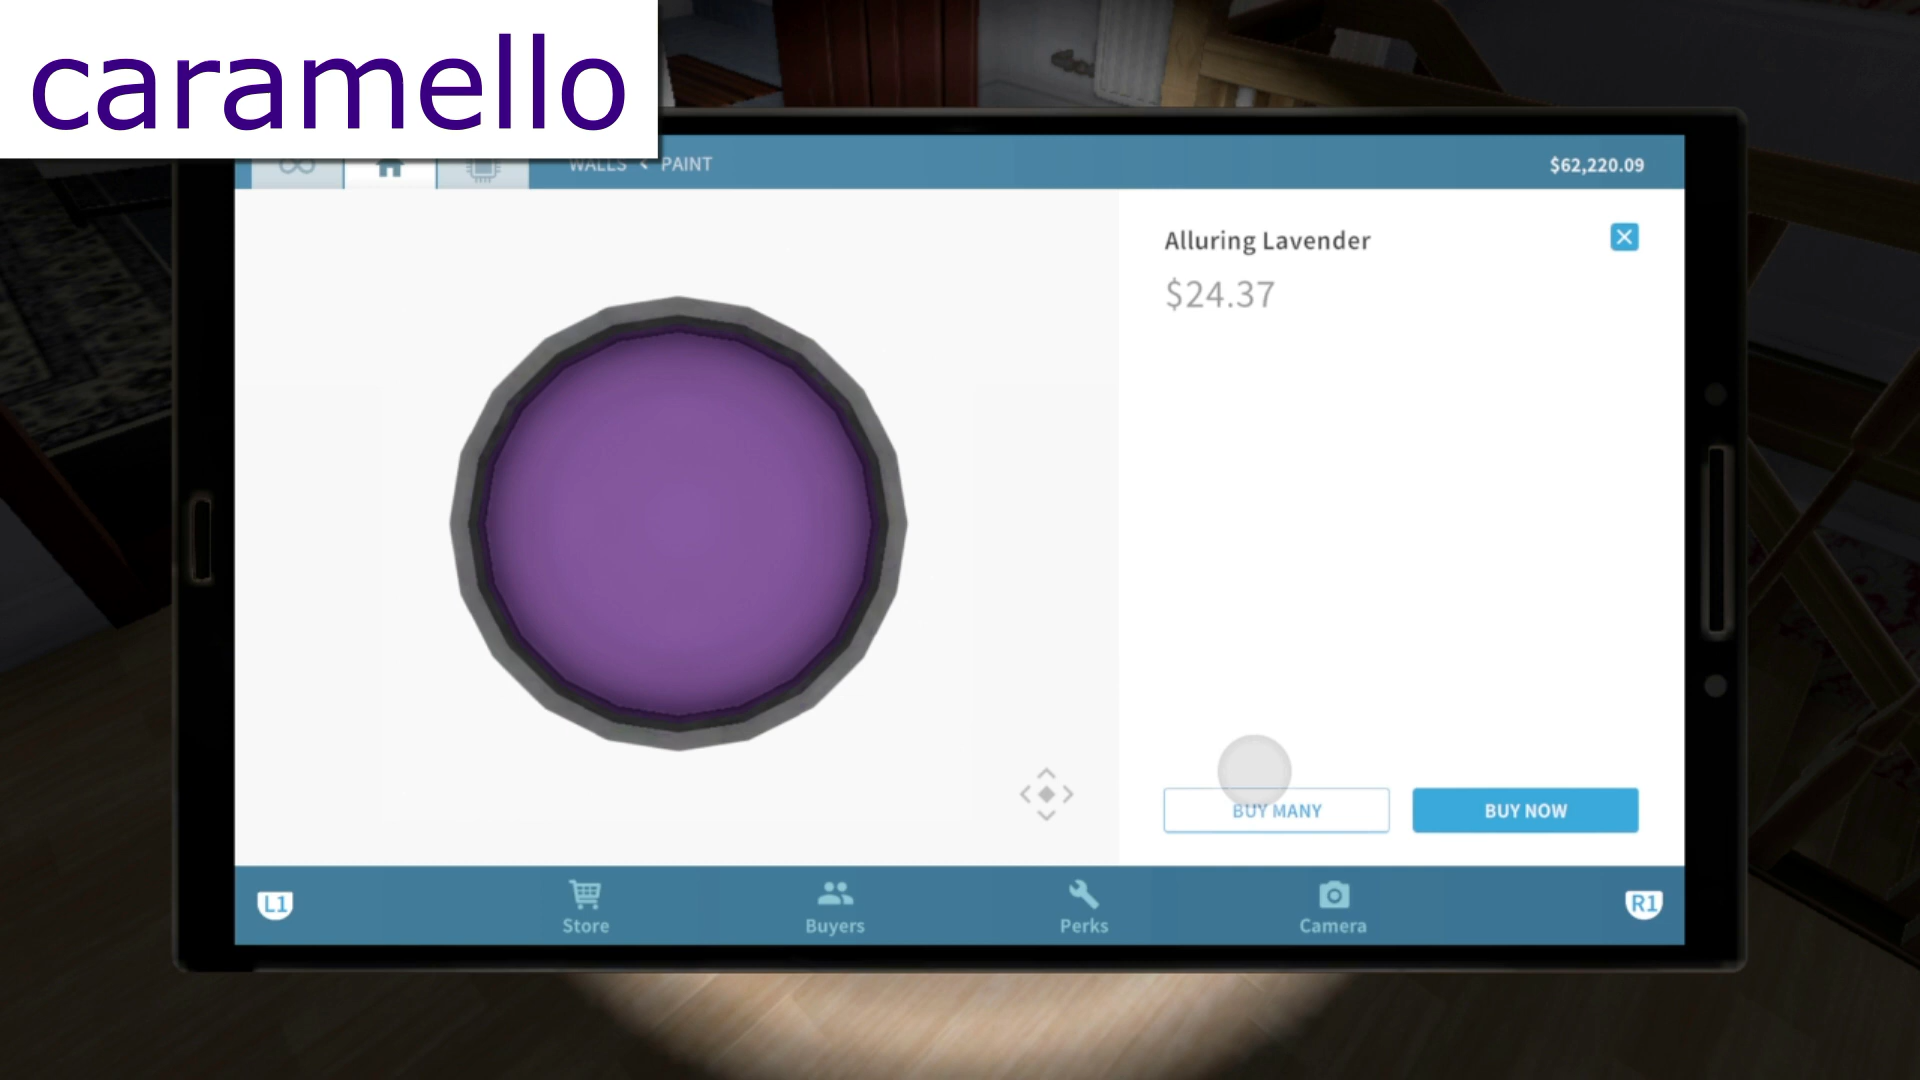 caramello
WALLS < PAINT
$62,220.09
Alluring Lavender
$24.37
BUY MANY
BUY NOW
L1
Store
Buyers
Perks
Camera
R1